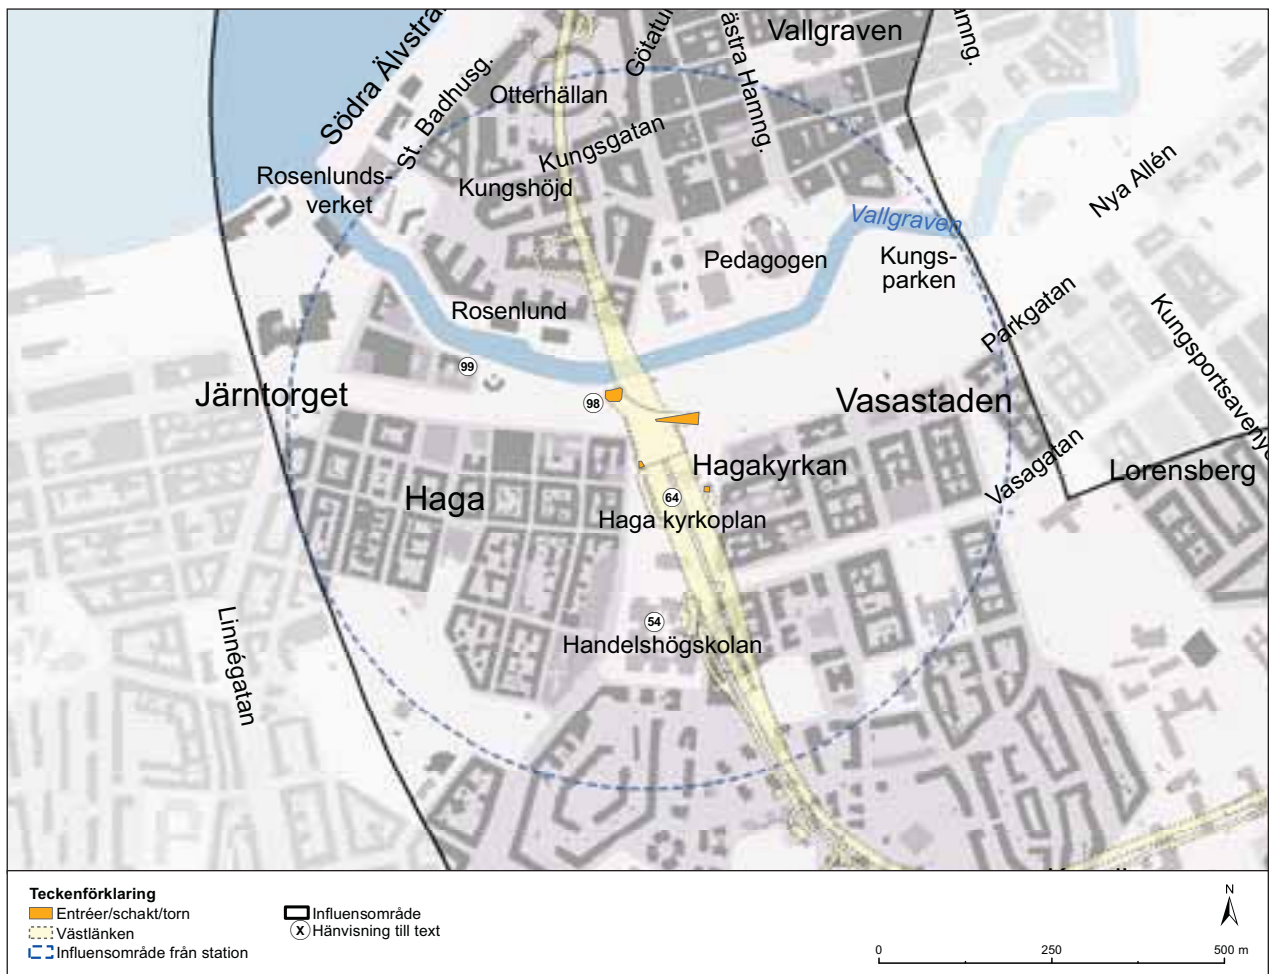 Södra Älvstra
St. Badhusg.
Götatu
ästra Hamng.
Vallgraven
amng.
Otterhällan
Kungsgatan
Rosenlunds-
verket
Kungshöjd
Nya Allén
Vallgraven
Pedagogen
Kungs-
parken
Rosenlund
Parkgatan
Kungsportsaveny
99
Järntorget
98
Vasastaden
Vasagatan
Hagakyrkan
Lorensberg
Haga
64
Haga kyrkoplan
Linnégatan
54
Handelshögskolan
Teckenförklaring
Entréer/schakt/torn
Västlänken
Influensområde från station
Influensområde
X Hänvisning till text
N
0 250 500 m